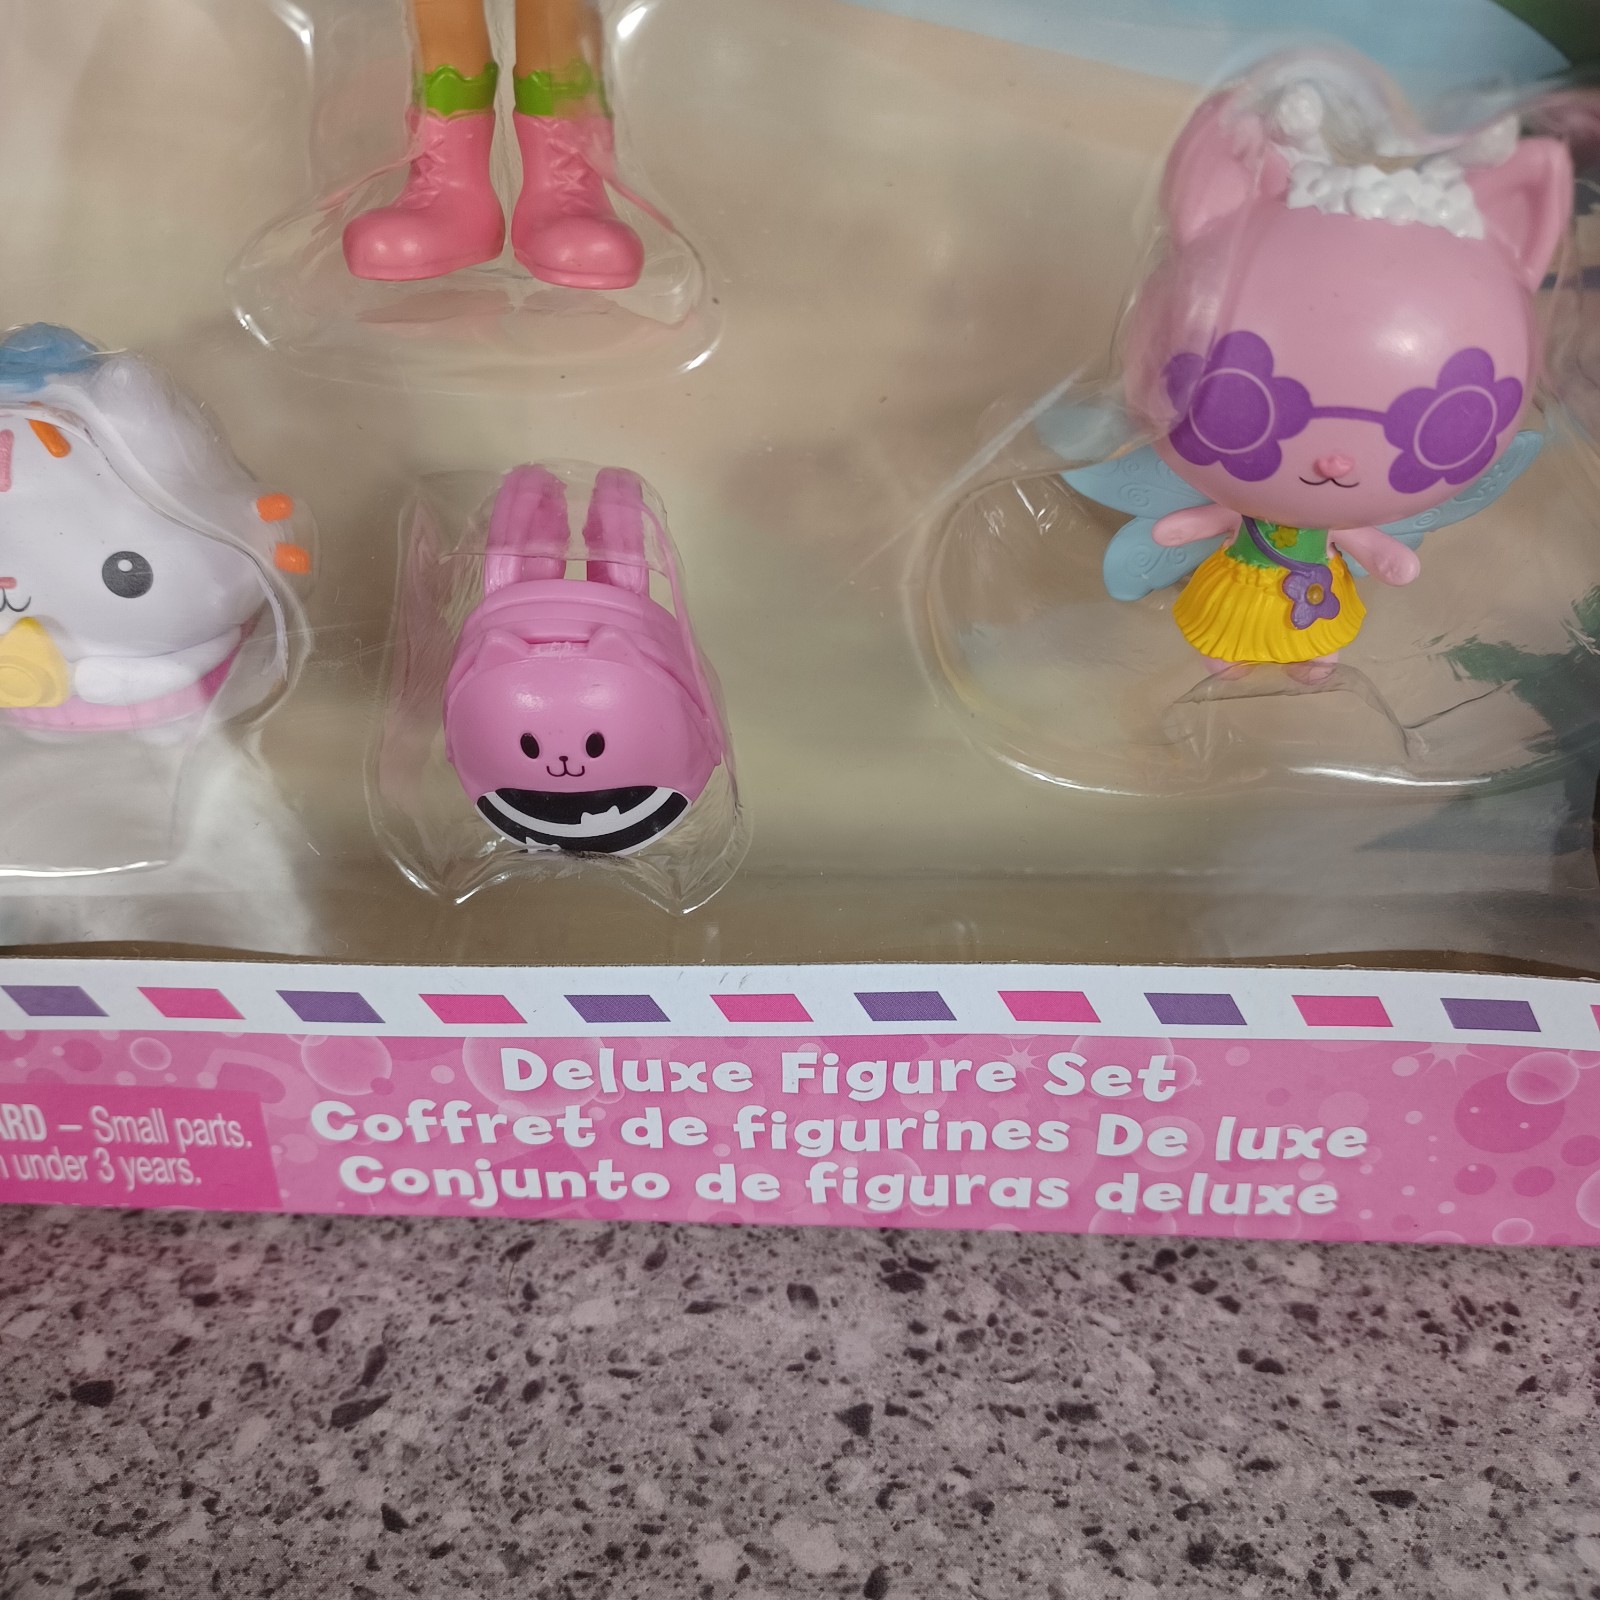 Deluxe Figure Set
Coffret de figurines De luxe
Conjunto de figuras deluxe
ARD – Small parts.
under 3 years.